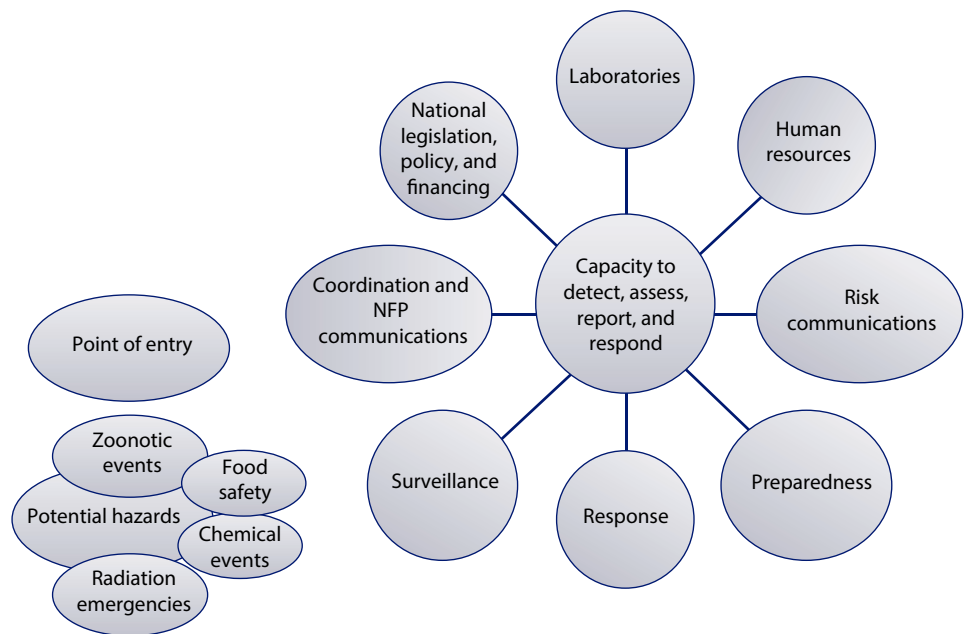 Laboratories
National
legislation,
policy, and
financing
Human
resources
Capacity to
detect, assess,
report, and
respond
Coordination and
NFP
communications
Risk
communications
Point of entry
Zoonotic
events
Food
safety
Potential hazards
Chemical
events
Radiation
emergencies
Surveillance
Response
Preparedness